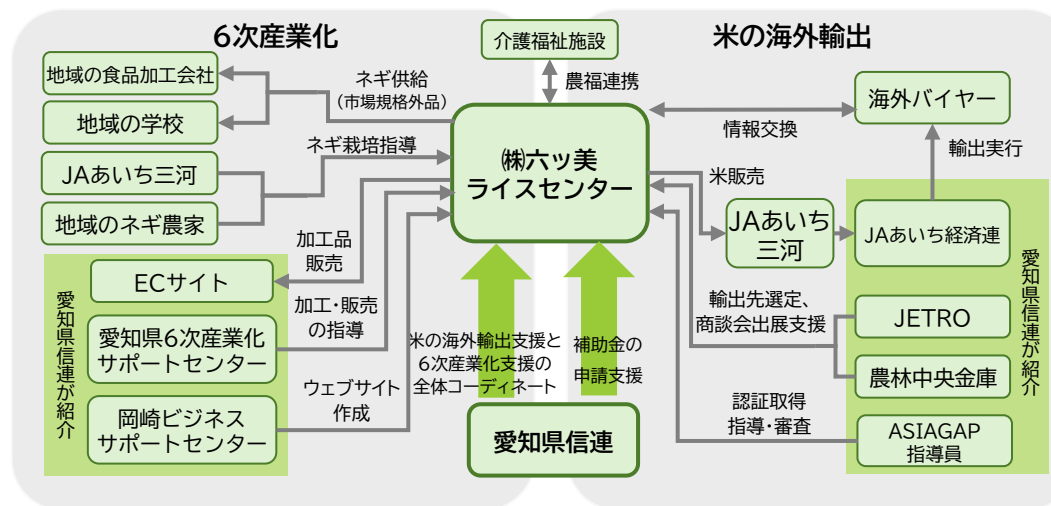 6次産業化
米の海外輸出
介護福祉施設
農福連携
地域の食品加工会社
地域の学校
ネギ供給
(市場規格外品)
JAあいち三河
地域のネギ農家
ネギ栽培指導
㈱六ッ美
ライスセンター
海外バイヤー
情報交換
輸出実行
米販売
JAあいち
三河
JAあいち経済連
ECサイト
加工品
販売
愛知県6次産業化
サポートセンター
加工・販売
の指導
岡崎ビジネス
サポートセンター
ウェブサイト
作成
愛知県信連が紹介
米の海外輸出支援と
6次産業化支援の
全体コーディネート
補助金の
申請支援
愛知県信連
輸出先選定、
商談会出展支援
JETRO
農林中央金庫
認証取得
指導・審査
ASIAGAP
指導員
愛知県信連が紹介